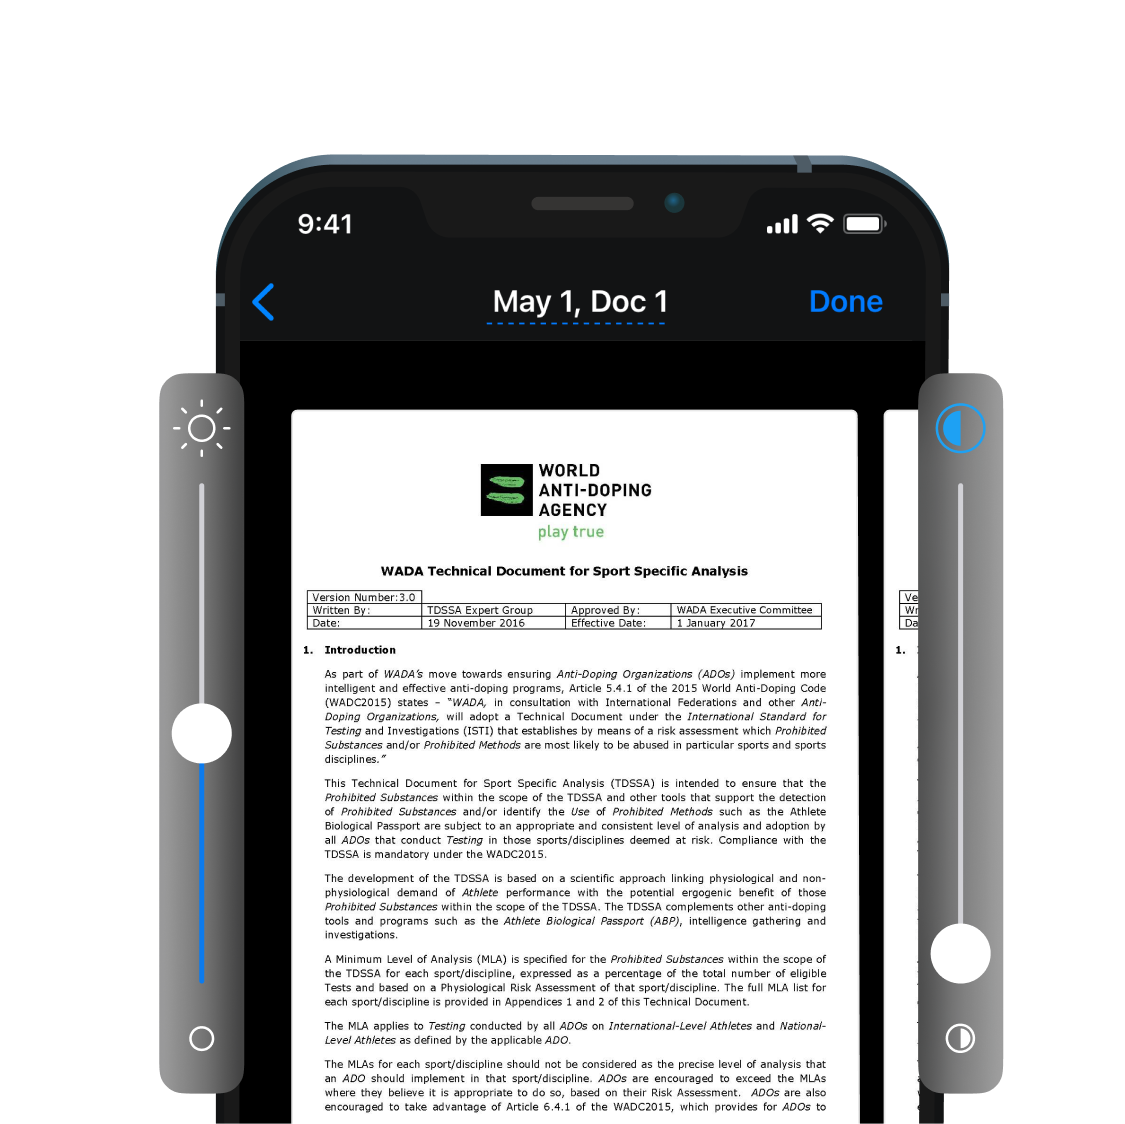 9:41
May 1, Doc 1
Done
WORLD
ANTI-DOPING
AGENCY
play true
WADA Technical Document for Sport Specific Analysis
Version Number:3.0
Written By: TDSSA Expert Group Approved By: WADA Executive Committee
Date: 19 November 2016 Effective Date: 1 January 2017
1. Introduction
As part of WADA's move towards ensuring Anti-Doping Organizations (ADOs) implement more
intelligent and effective anti-doping programs, Article 5.4.1 of the 2015 World Anti-Doping Code
(WADC2015) states – "WADA, in consultation with International Federations and other Anti-
Doping Organizations, will adopt a Technical Document under the International Standard for
Testing and Investigations (ISTI) that establishes by means of a risk assessment which Prohibited
Substances and/or Prohibited Methods are most likely to be abused in particular sports and sports
disciplines."
This Technical Document for Sport Specific Analysis (TDSSA) is intended to ensure that the
Prohibited Substances within the scope of the TDSSA and other tools that support the detection
of Prohibited Substances and/or identify the Use of Prohibited Methods such as the Athlete
Biological Passport are subject to an appropriate and consistent level of analysis and adoption by
all ADOs that conduct Testing in those sports/disciplines deemed at risk. Compliance with the
TDSSA is mandatory under the WADC2015.
The development of the TDSSA is based on a scientific approach linking physiological and non-
physiological demand of Athlete performance with the potential ergogenic benefit of those
Prohibited Substances within the scope of the TDSSA. The TDSSA complements other anti-doping
tools and programs such as the Athlete Biological Passport (ABP), intelligence gathering and
investigations.
A Minimum Level of Analysis (MLA) is specified for the Prohibited Substances within the scope of
the TDSSA for each sport/discipline, expressed as a percentage of the total number of eligible
Tests and based on a Physiological Risk Assessment of that sport/discipline. The full MLA list for
each sport/discipline is provided in Appendices 1 and 2 of this Technical Document.
The MLA applies to Testing conducted by all ADOs on International-Level Athletes and National-
Level Athletes as defined by the applicable ADO.
The MLAs for each sport/discipline should not be considered as the precise level of analysis that
an ADO should implement in that sport/discipline. ADOs are encouraged to exceed the MLAs
where they believe it is appropriate to do so, based on their Risk Assessment. ADOs are also
encouraged to take advantage of Article 6.4.1 of the WADC2015, which provides for ADOs to
Ve
Wr
Da
1.